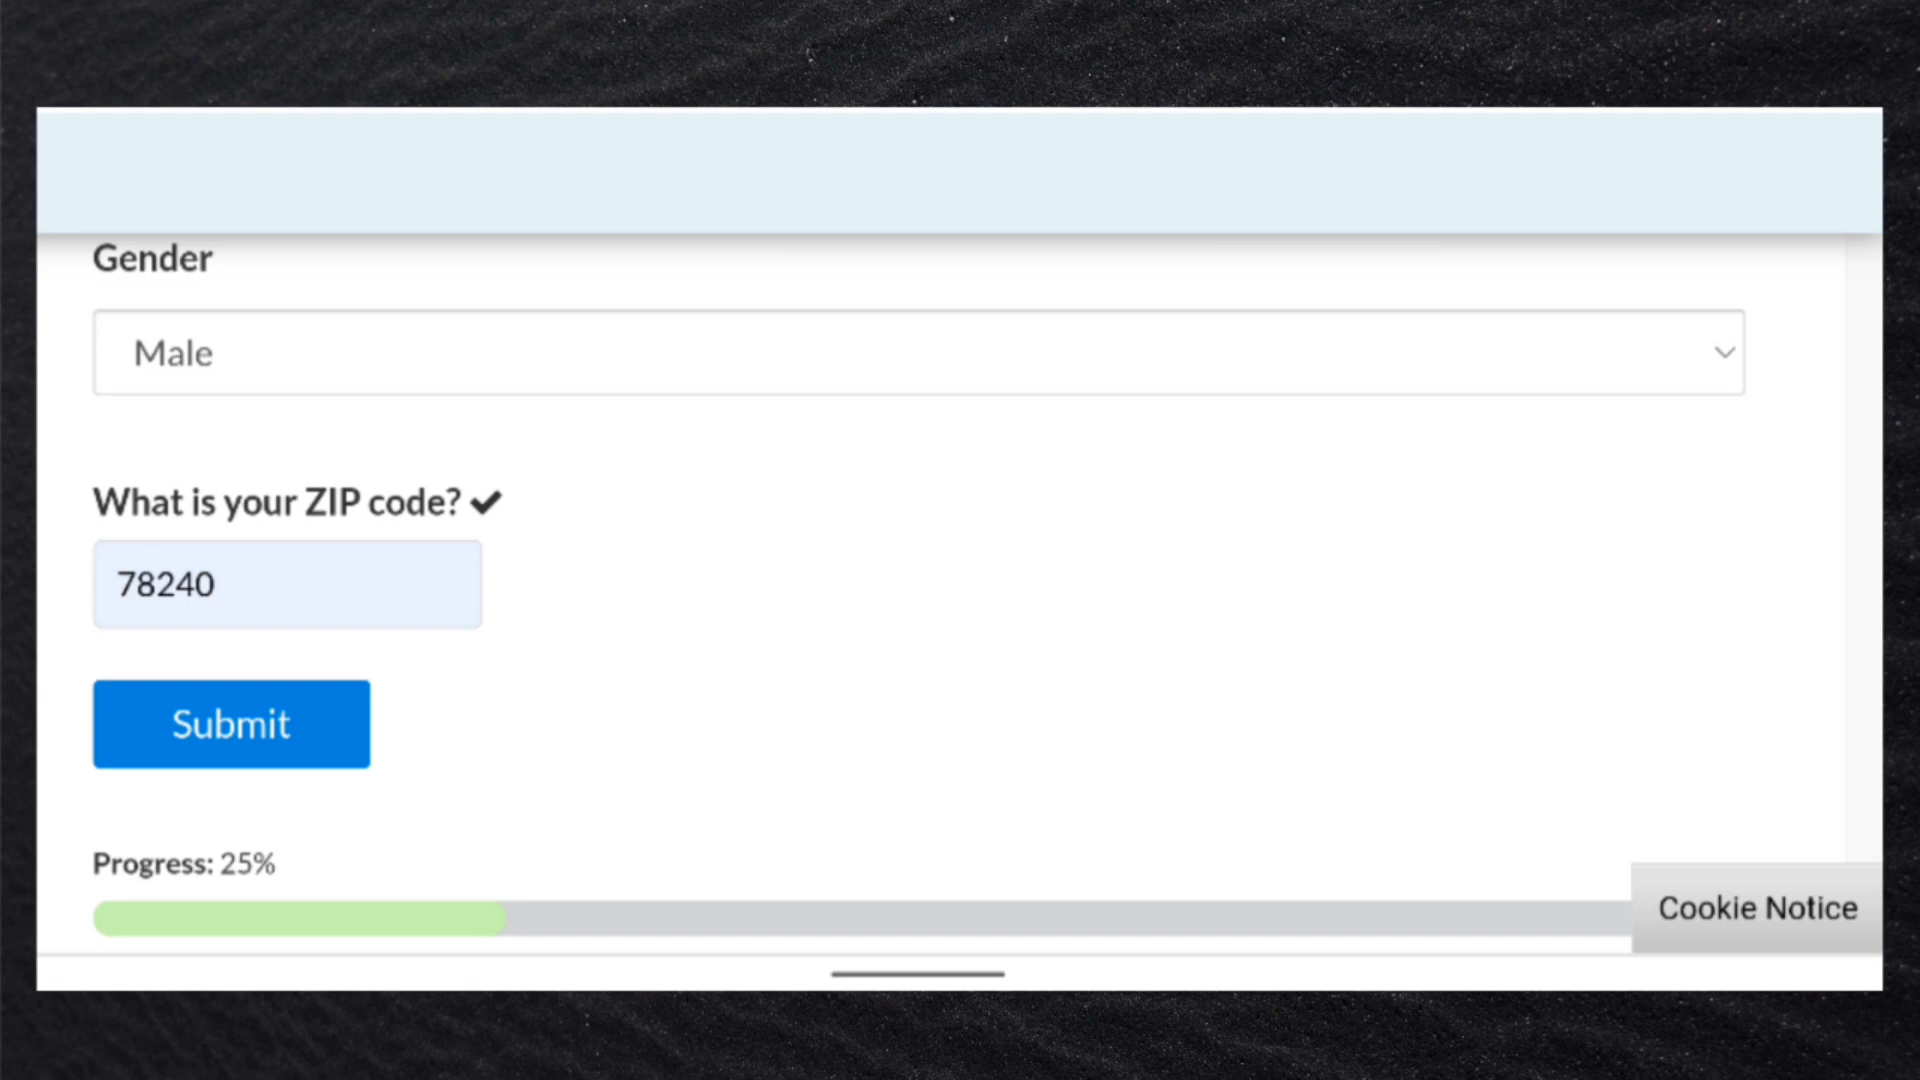 Gender
Male
What is your ZIP code? ✔
78240
Submit
Progress: 25%
Cookie Notice